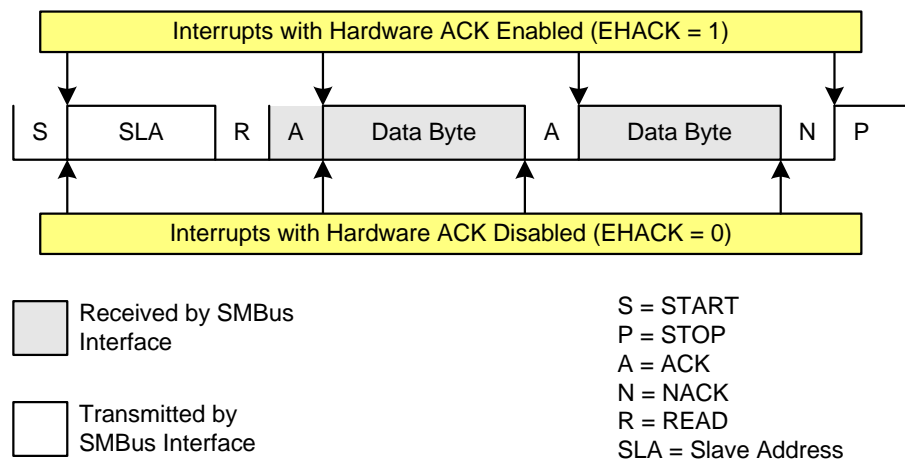 Interrupts with Hardware ACK Enabled (EHACK = 1)
S SLA R A Data Byte A Data Byte N P
Interrupts with Hardware ACK Disabled (EHACK = 0)
Received by SMBus
Interface
Transmitted by
SMBus Interface
S = START
P = STOP
A = ACK
N = NACK
R = READ
SLA = Slave Address